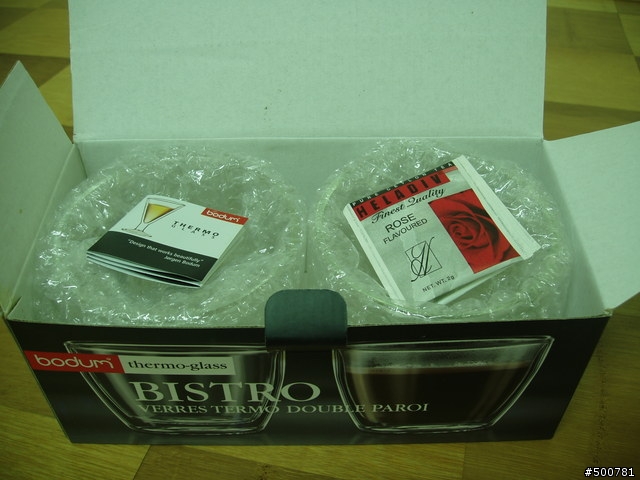 bodum
THERMO
"Design that works beautifully"
Jørgen Bodum
HELADIV
Finest Quality
ROSE
FLAVOURED
NET. WT. 2g
bodum
thermo-glass
BISTRO
VERRES TERMO DOUBLE PAROI
#500781